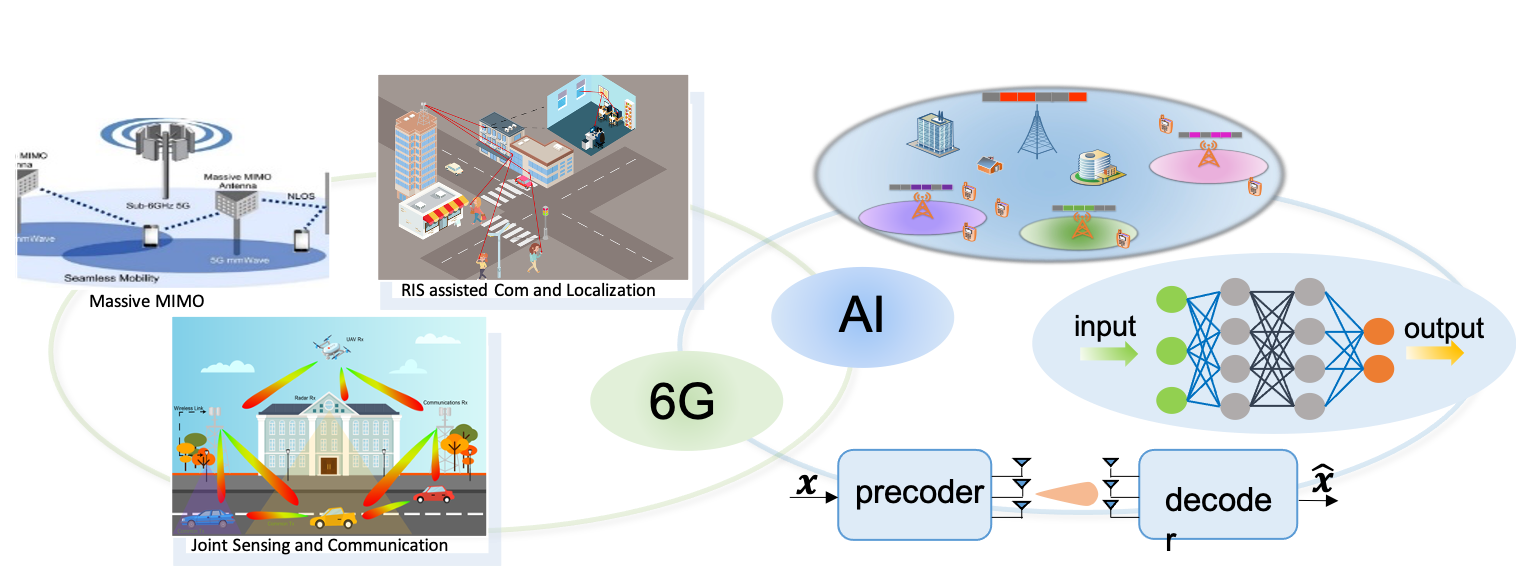 MIMO
nna
Massive MIMO
Antenna
NLOS
Sub-6GHz 5G
mmWave
5G mmWave
Seamless Mobility
Massive MIMO
RIS assisted Com and Localization
UAV Rx
Radar Rx
Wireless Link
Communications Rx
Joint Sensing and Communication
AI
6G
input
output
x
precoder
decode
r
x̂